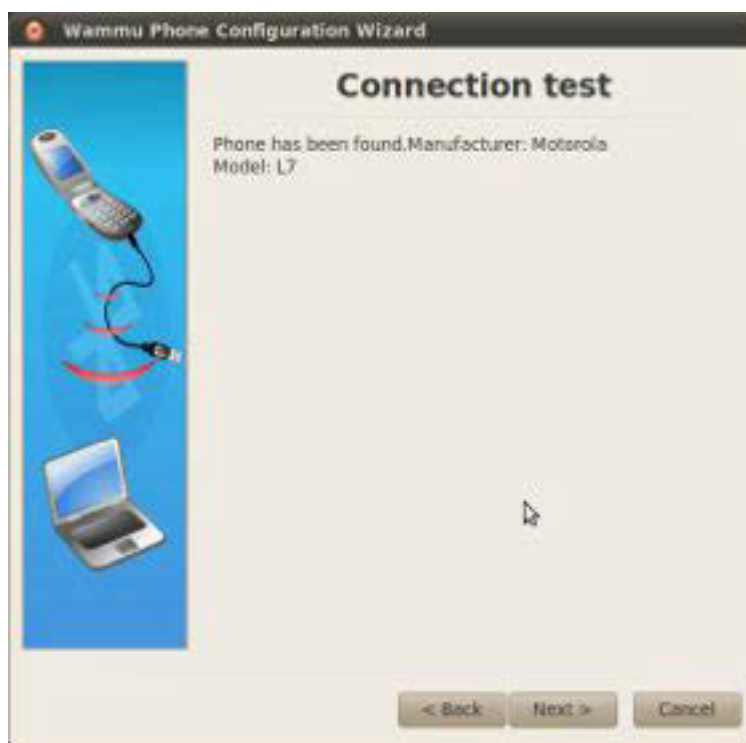 Wammu Phone Configuration Wizard
Connection test
Phone has been found.Manufacturer: Motorola
Model: L7
< Back
Next >
Cancel